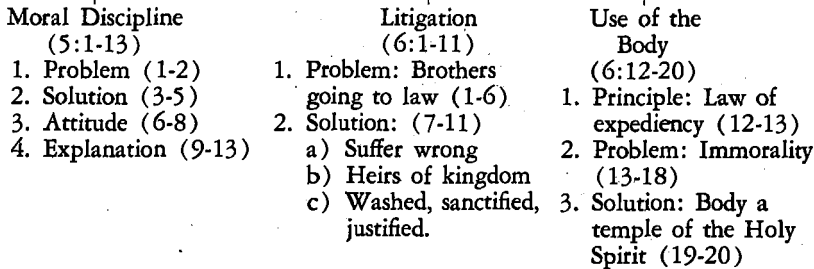 Moral Discipline
(5:1-13)
1. Problem (1-2)
2. Solution (3-5)
3. Attitude (6-8)
4. Explanation (9-13)
Litigation
(6:1-11)
1. Problem: Brothers
going to law (1-6)
2. Solution: (7-11)
a) Suffer wrong
b) Heirs of kingdom
c) Washed, sanctified,
justified.
Use of the
Body
(6:12-20)
1. Principle: Law of
expediency (12-13)
2. Problem: Immorality
(13-18)
3. Solution: Body a
temple of the Holy
Spirit (19-20)